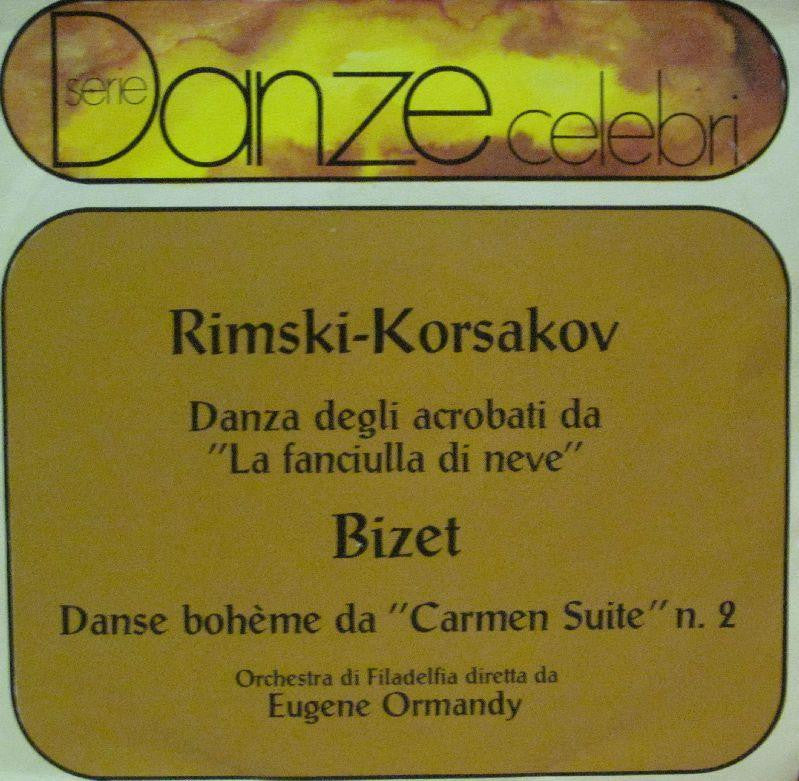 serie Danze celebri
Rimski-Korsakov
Danza degli acrobati da
"La fanciulla di neve"
Bizet
Danse bohème da "Carmen Suite" n. 2
Orchestra di Filadelfia diretta da
Eugene Ormandy